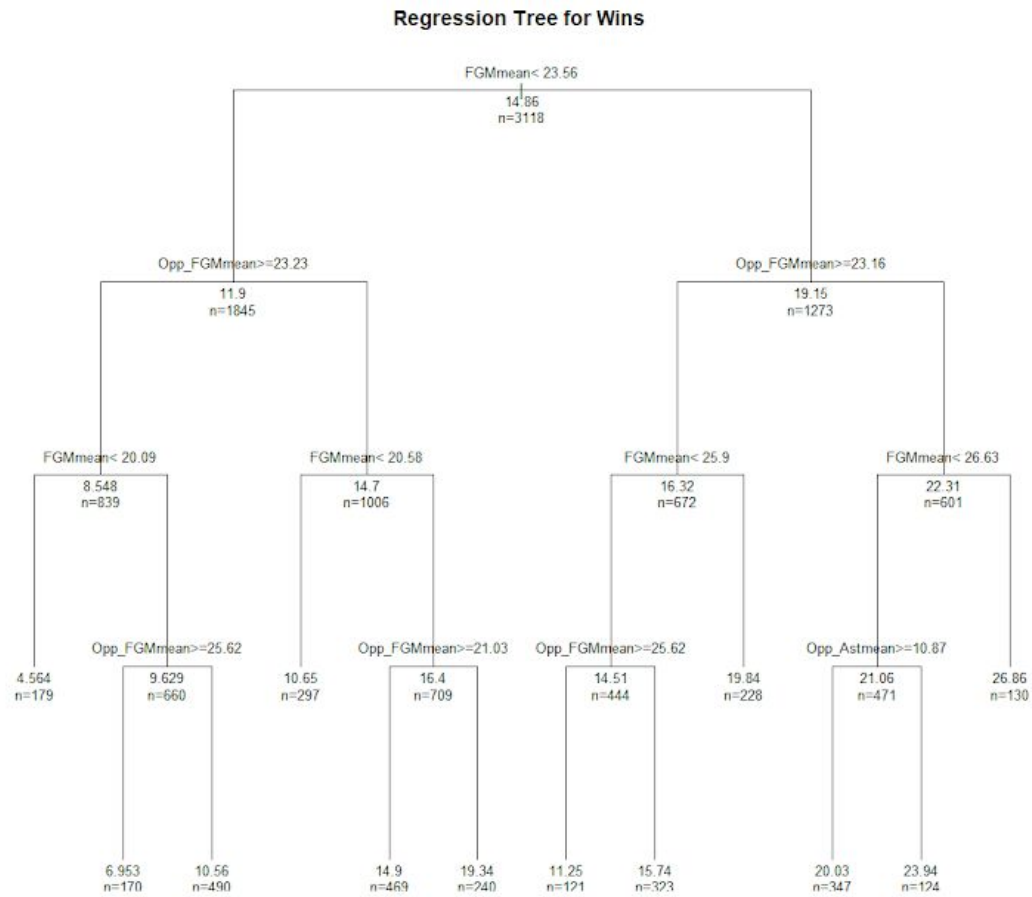 Regression Tree for Wins
FGMmean< 23.56
14.86
n=3118
Opp_FGMmean>=23.23
Opp_FGMmean>=23.16
11.9
n=1845
19.15
n=1273
FGMmean< 20.09
FGMmean< 20.58
FGMmean< 25.9
FGMmean< 26.63
8.548
n=839
14.7
n=1006
16.32
n=672
22.31
n=601
Opp_FGMmean>=25.62
Opp_FGMmean>=21.03
Opp_FGMmean>=25.62
Opp_Astmean>=10.87
4.564
n=179
9.629
n=660
10.65
n=297
16.4
n=709
14.51
n=444
19.84
n=228
21.06
n=471
26.86
n=130
6.953
n=170
10.56
n=490
14.9
n=469
19.34
n=240
11.25
n=121
15.74
n=323
20.03
n=347
23.94
n=124